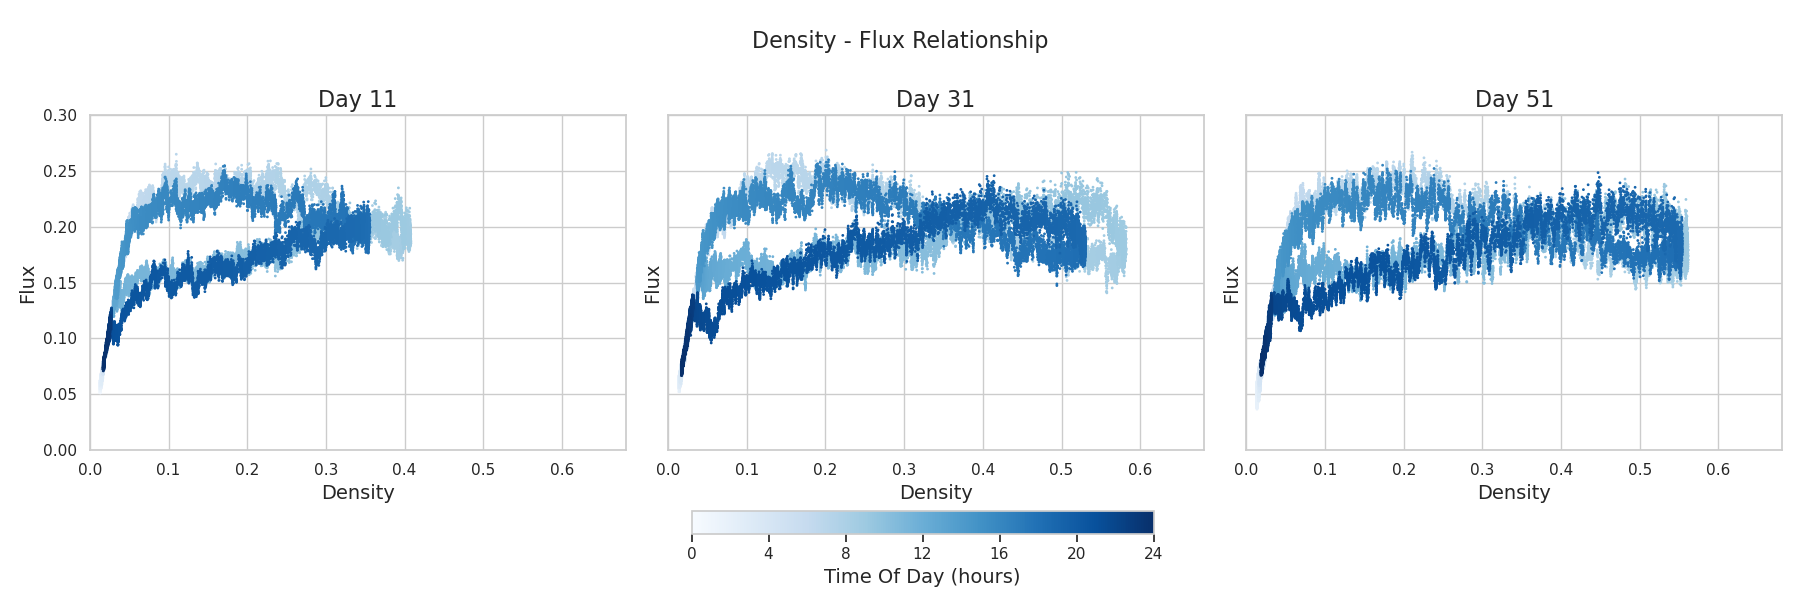 Density - Flux Relationship
Day 11
Day 31
Day 51
0.30
0.25
0.20
0.15
0.10
0.05
0.00
Flux
Flux
Flux
0.0 0.1 0.2 0.3 0.4 0.5 0.6
0.0 0.1 0.2 0.3 0.4 0.5 0.6
0.0 0.1 0.2 0.3 0.4 0.5 0.6
Density
Density
Density
0 4 8 12 16 20 24
Time Of Day (hours)